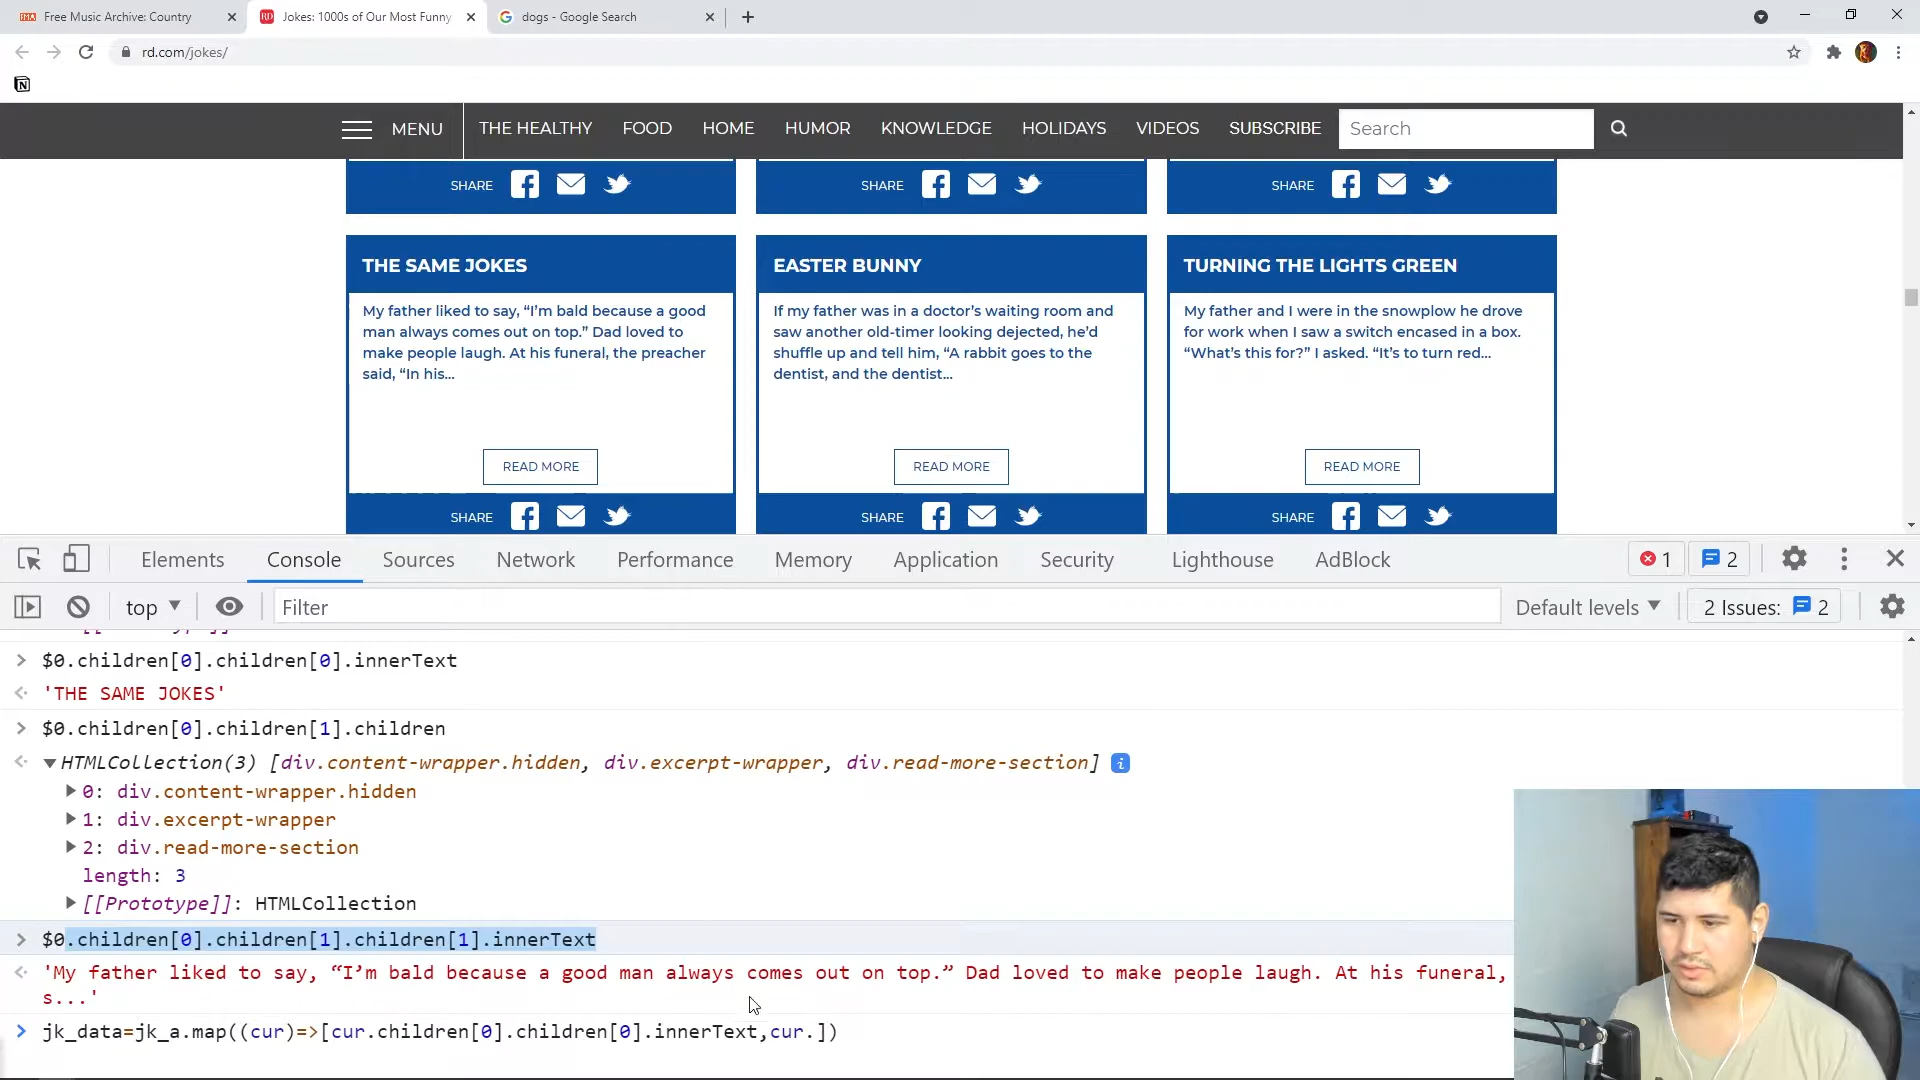 Free Music Archive: Country
RD Jokes: 1000s of Our Most Funny
dogs - Google Search
rd.com/jokes/
MENU THE HEALTHY FOOD HOME HUMOR KNOWLEDGE HOLIDAYS VIDEOS SUBSCRIBE Search
SHARE SHARE SHARE
THE SAME JOKES
My father liked to say, “I’m bald because a good
man always comes out on top.” Dad loved to
make people laugh. At his funeral, the preacher
said, “In his...
READ MORE
SHARE
EASTER BUNNY
If my father was in a doctor’s waiting room and
saw another old-timer looking dejected, he’d
shuffle up and tell him, “A rabbit goes to the
dentist, and the dentist...
READ MORE
SHARE
TURNING THE LIGHTS GREEN
My father and I were in the snowplow he drove
for work when I saw a switch encased in a box.
“What’s this for?” I asked. “It’s to turn red...
READ MORE
SHARE
Elements Console Sources Network Performance Memory Application Security Lighthouse AdBlock 1 2
top Filter Default levels 2 Issues: 2
> $0.children[0].children[0].innerText
'THE SAME JOKES'
> $0.children[0].children[1].children
HTMLCollection(3) [div.content-wrapper.hidden, div.excerpt-wrapper, div.read-more-section] i
0: div.content-wrapper.hidden
1: div.excerpt-wrapper
2: div.read-more-section
length: 3
[[Prototype]]: HTMLCollection
> $0.children[0].children[1].children[1].innerText
'My father liked to say, “I’m bald because a good man always comes out on top.” Dad loved to make people laugh. At his funeral,
s...'
> jk_data=jk_a.map((cur)=>[cur.children[0].children[0].innerText,cur.])